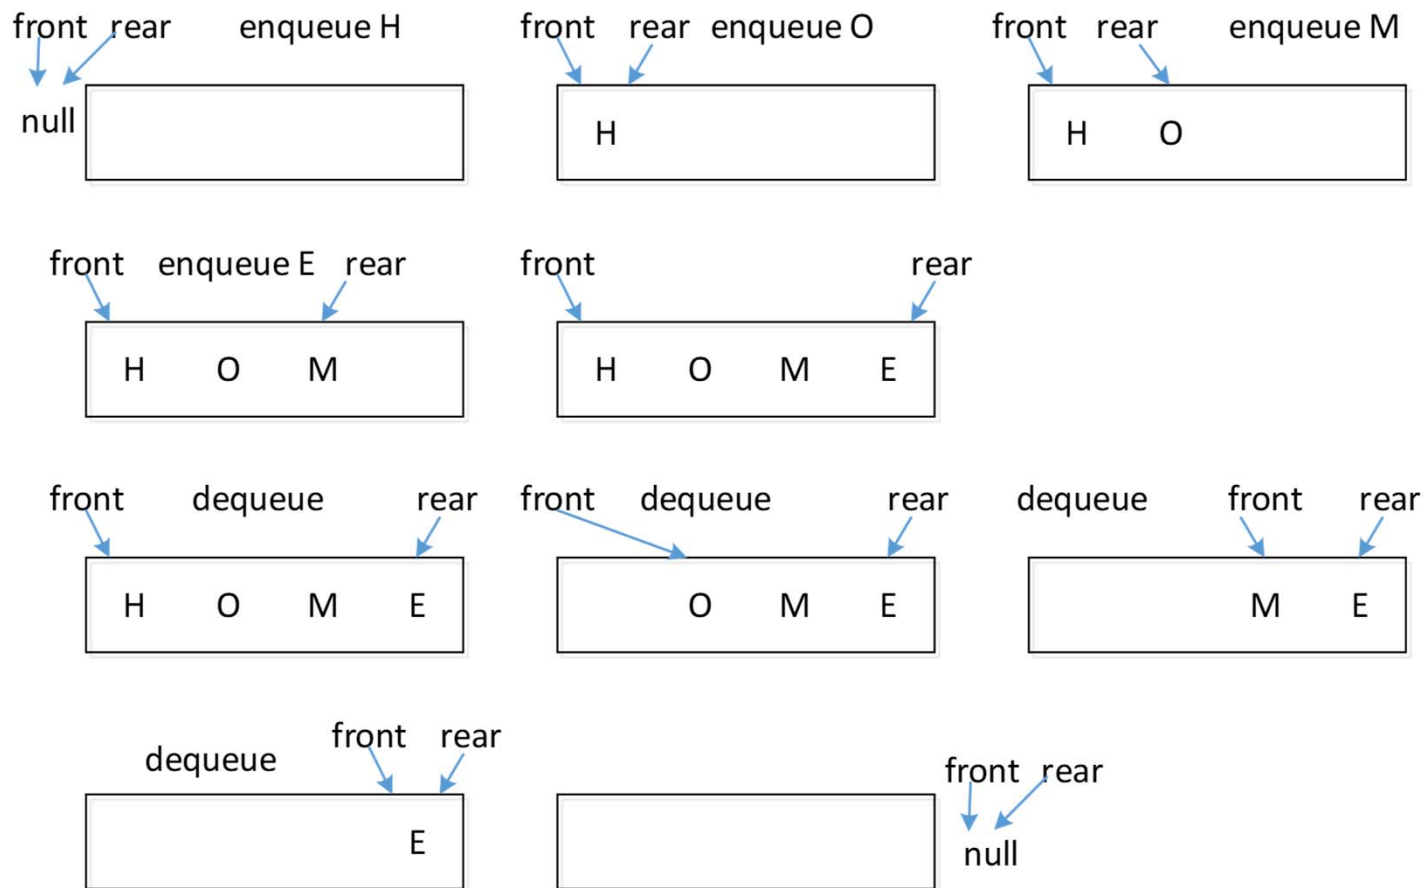 front rear enqueue H
front rear enqueue O
front rear enqueue M
null
H
H O
front enqueue E rear
front rear
H O M
H O M E
front dequeue rear
front dequeue rear
dequeue front rear
H O M E
O M E
M E
dequeue front rear
front rear
E
null